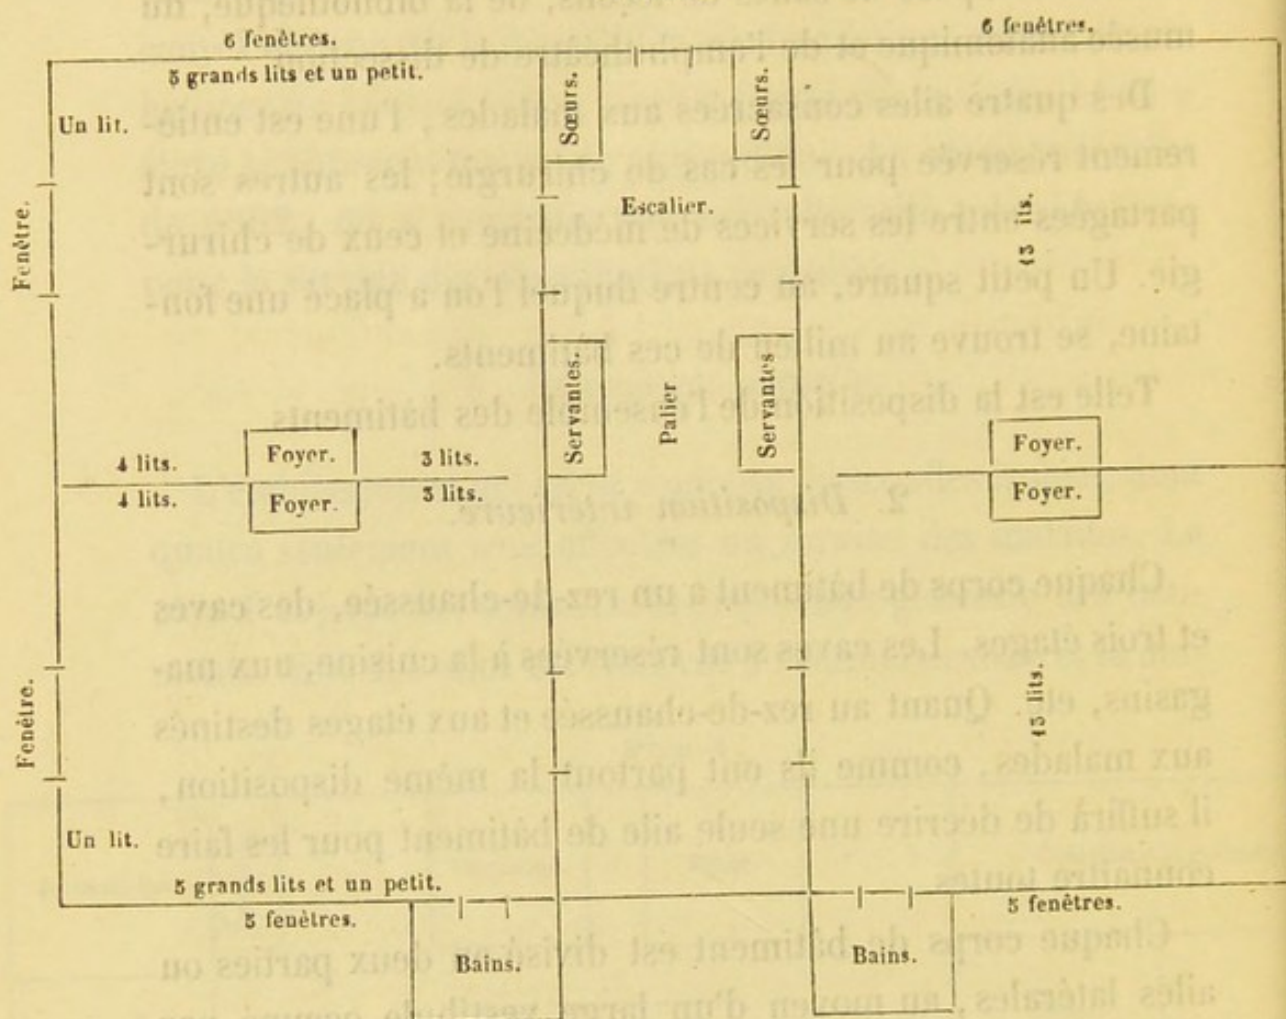 6 fenêtres.
6 fenêtres.
5 grands lits et un petit.
Un lit.
Sœurs.
Sœurs.
Escalier.
Fenêtre.
13 lits.
Servantes.
Palier
Servantes
4 lits.
Foyer.
3 lits.
Foyer.
4 lits.
Foyer.
3 lits.
Foyer.
Fenêtre.
13 lits.
Un lit.
5 grands lits et un petit.
5 fenêtres.
5 fenêtres.
Bains.
Bains.